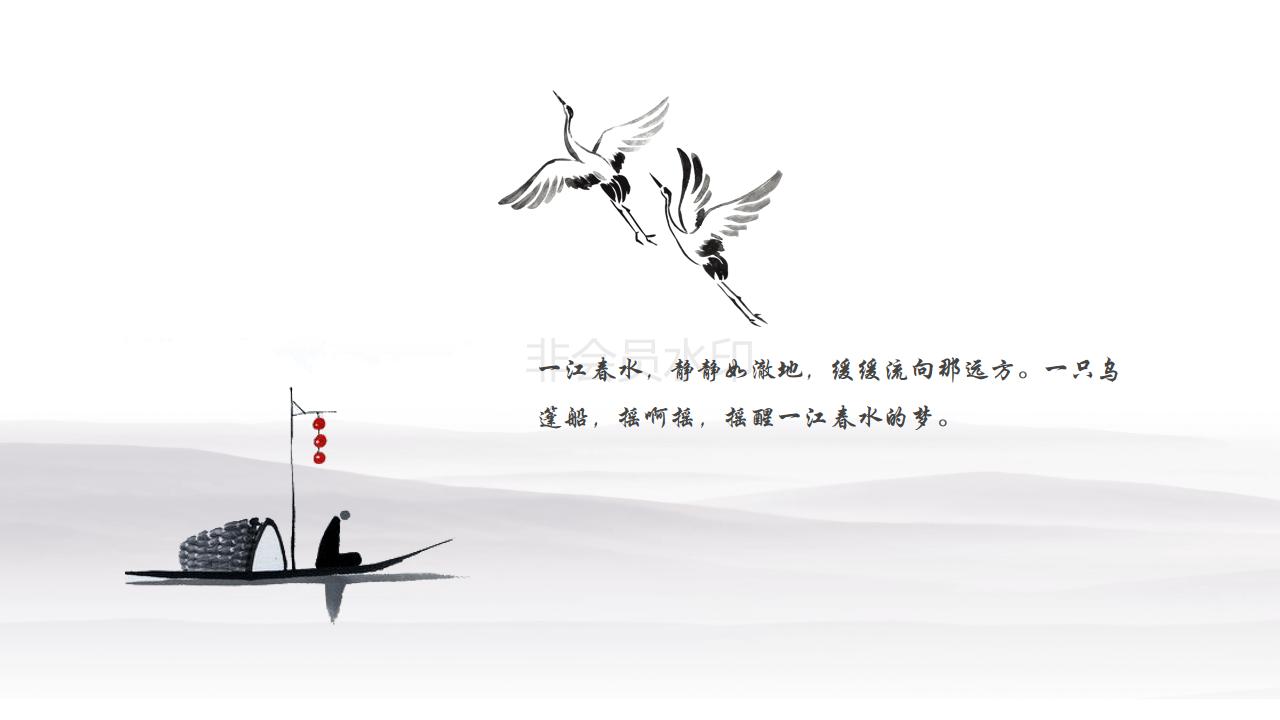 非会员水印
一江春水，静静如澈地，缓缓流向那远方。一只乌
蓬船，摇啊摇，摇醒一江春水的梦。